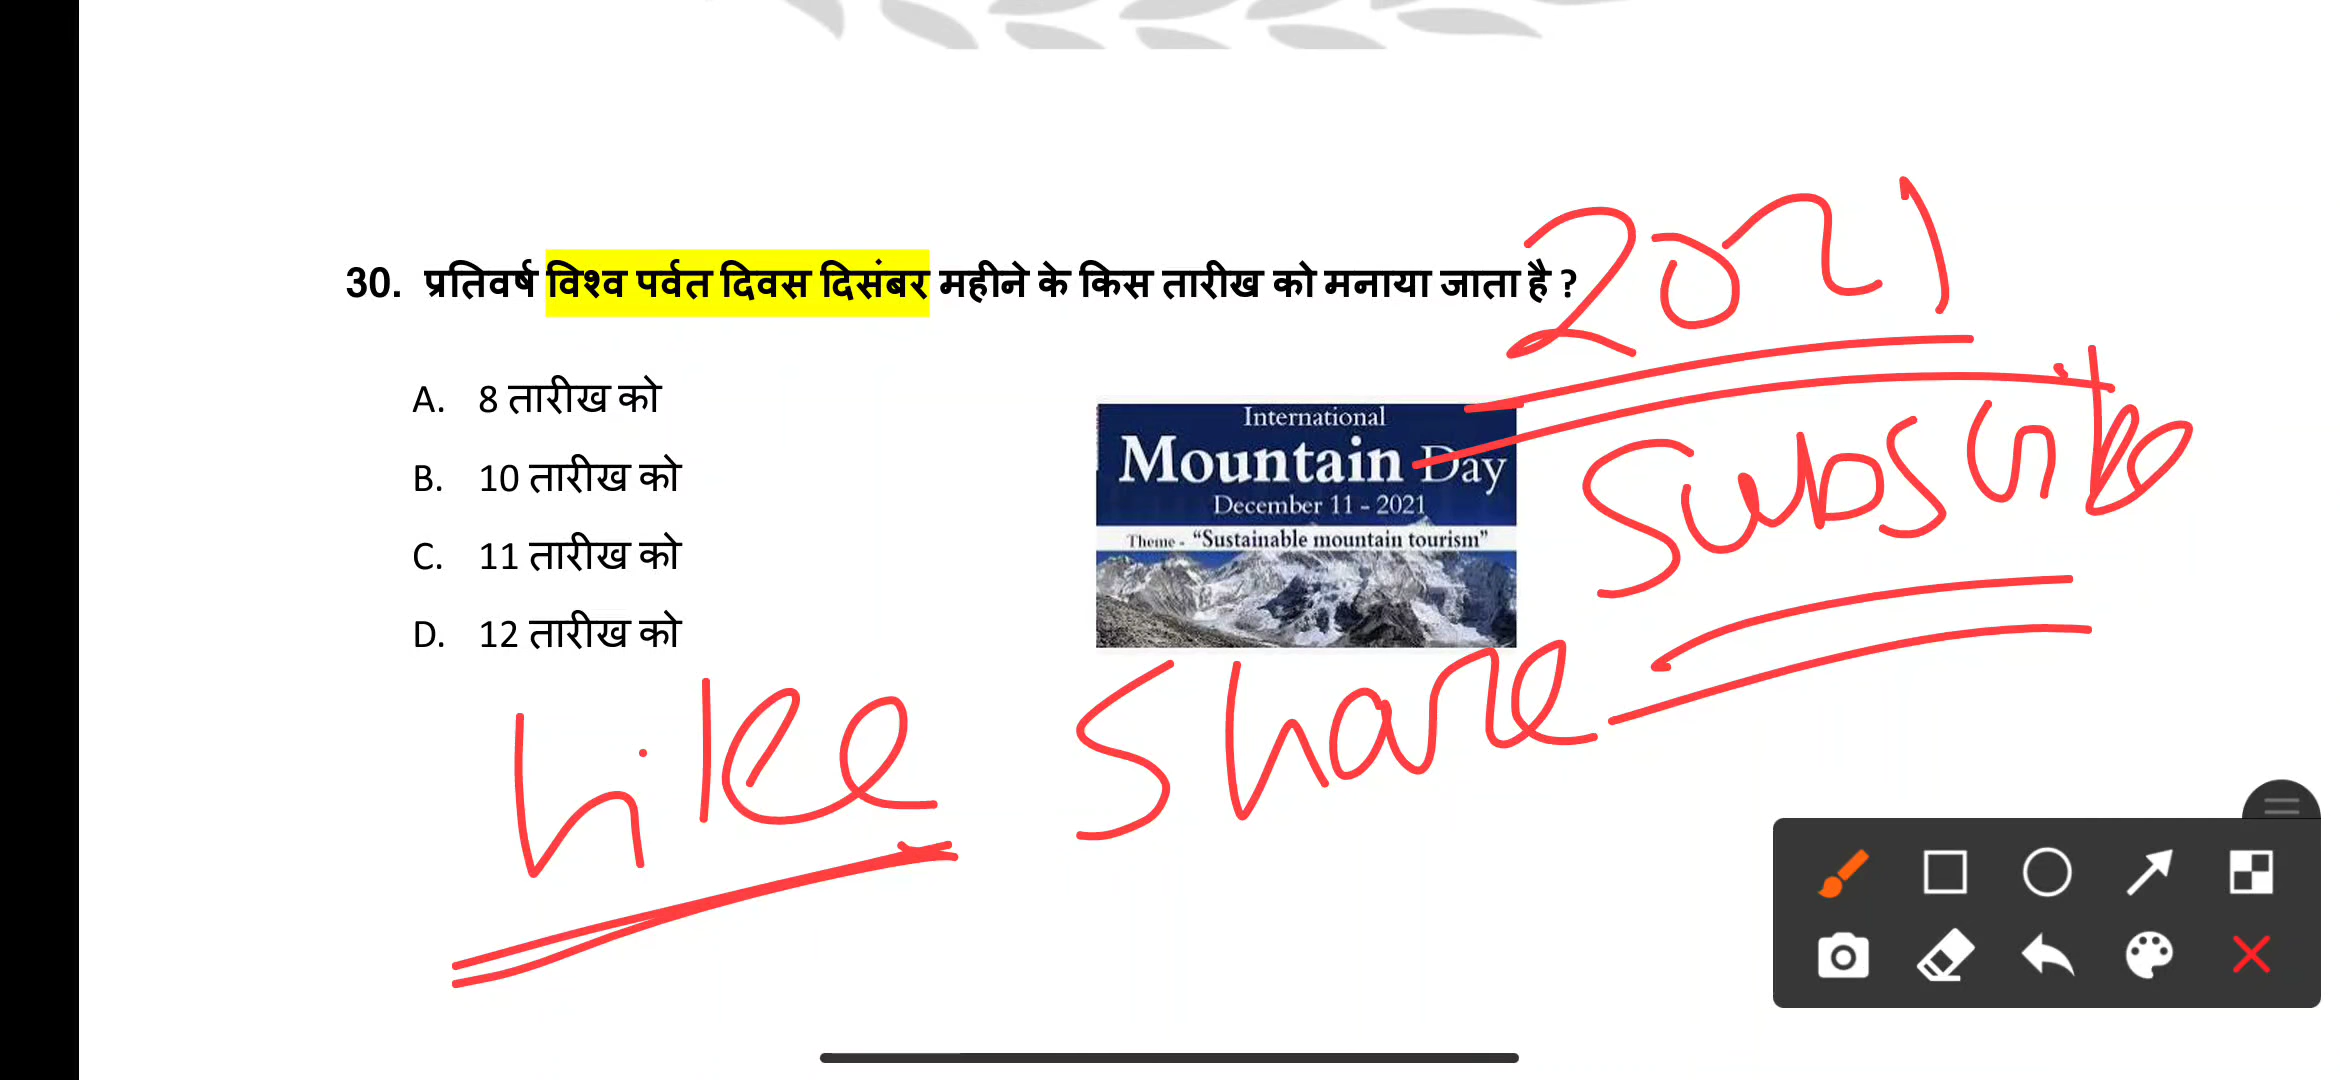 2021
30. प्रतिवर्ष विश्व पर्वत दिवस दिसंबर महीने के किस तारीख को मनाया जाता है ?
A. 8 तारीख को
B. 10 तारीख को
C. 11 तारीख को
D. 12 तारीख को
International
Mountain Day
December 11 - 2021
Theme - “Sustainable mountain tourism”
Subscribe
Like Share